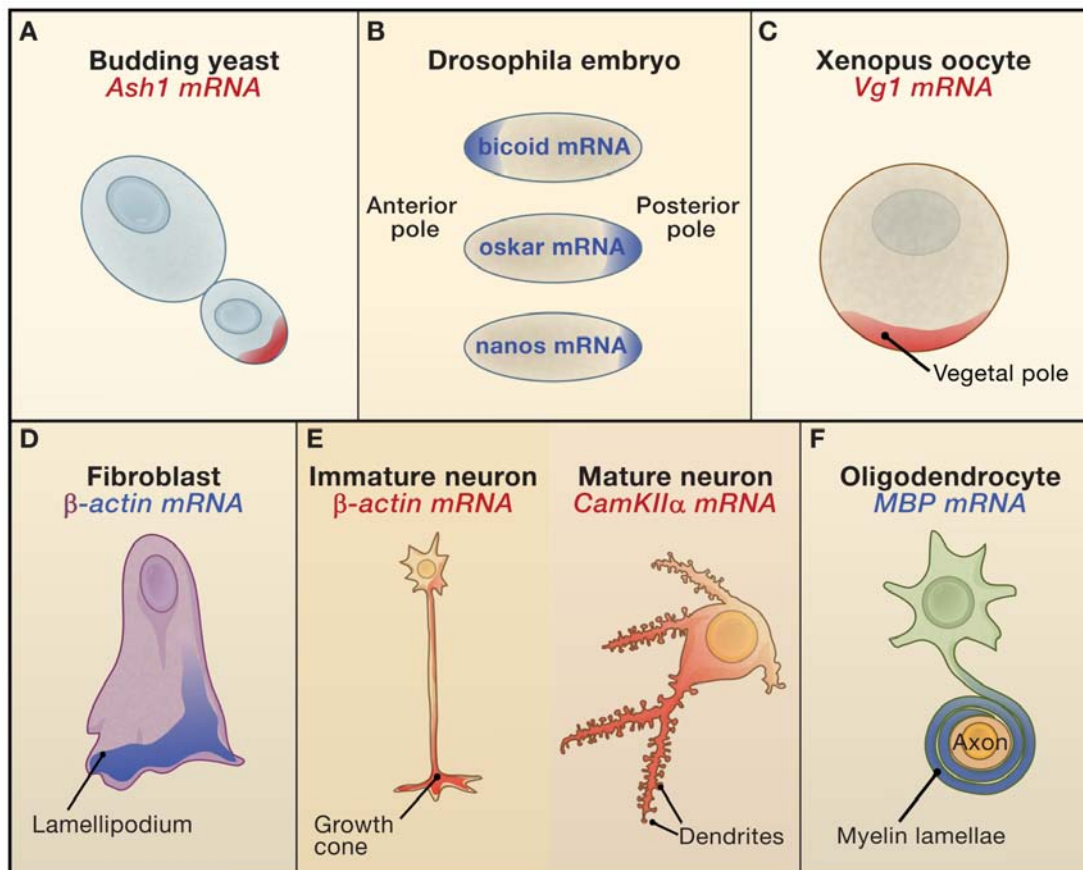 A
Budding yeast
Ash1 mRNA
B
Drosophila embryo
bicoid mRNA
Anterior
pole
Posterior
pole
oskar mRNA
nanos mRNA
C
Xenopus oocyte
Vg1 mRNA
Vegetal pole
D
Fibroblast
β-actin mRNA
Lamellipodium
E
Immature neuron
β-actin mRNA
Growth
cone
Mature neuron
CamKIIα mRNA
Dendrites
F
Oligodendrocyte
MBP mRNA
Axon
Myelin lamellae